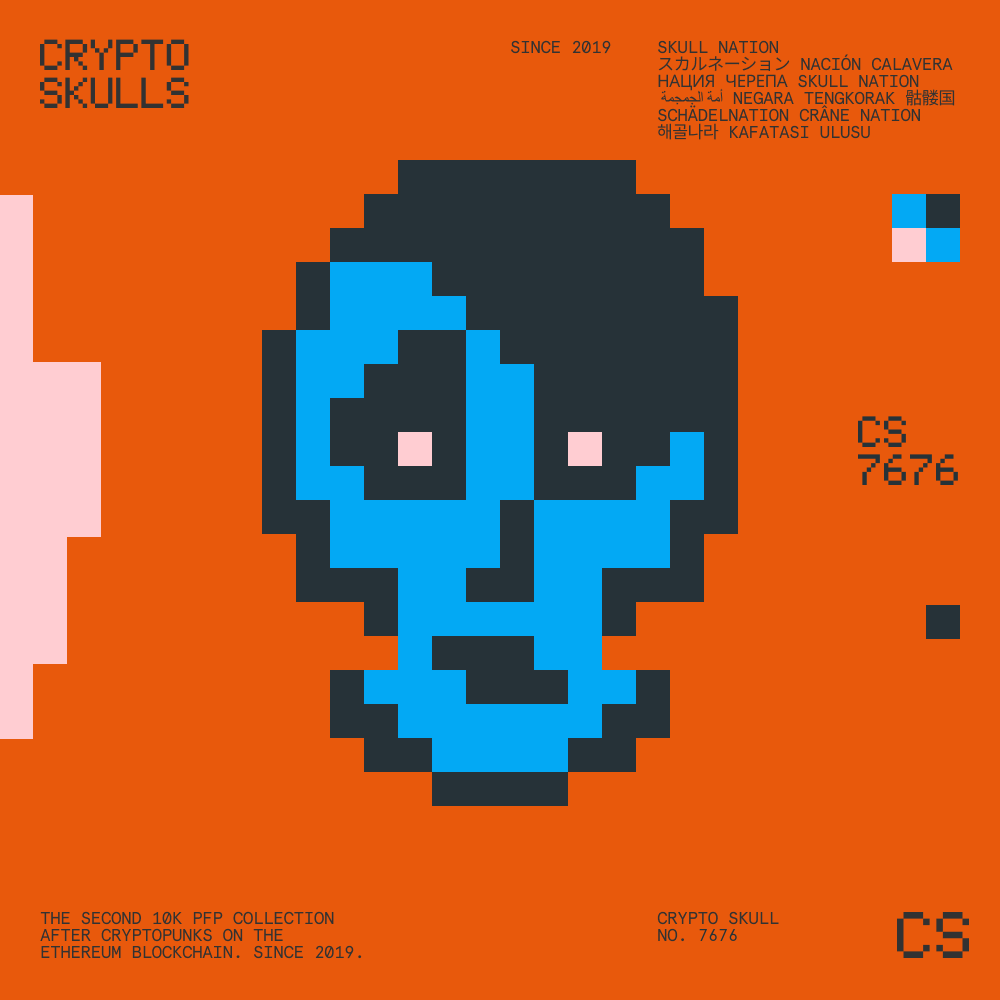 CRYPTO
SKULLS
SINCE 2019
SKULL NATION
スカルネーション NACIÓN CALAVERA
НАЦИЯ ЧЕРЕПА SKULL NATION
أمة الجمجمة NEGARA TENGKORAK 骷髅国
SCHÄDELNATION CRÂNE NATION
해골나라 KAFATASI ULUSU
CS
7676
THE SECOND 10K PFP COLLECTION
AFTER CRYPTOPUNKS ON THE
ETHEREUM BLOCKCHAIN. SINCE 2019.
CRYPTO SKULL
NO. 7676
CS